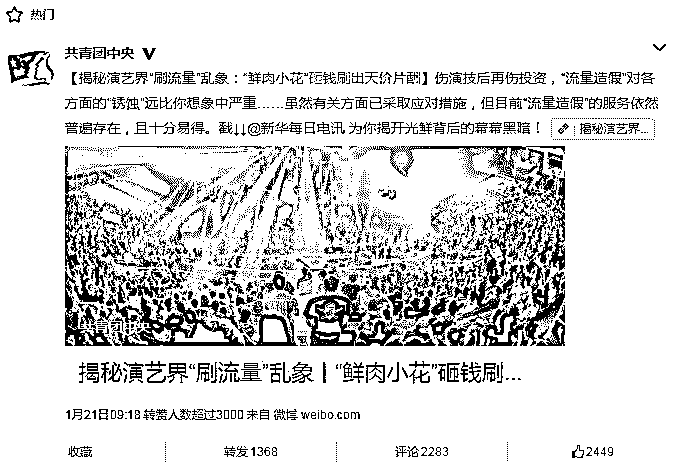 热门
共青团中央
【揭秘演艺界“刷流量”乱象：“鲜肉小花”砸钱刷出天价片酬】伤演技后再伤投资，“流量造假”对各
方面的“锈蚀”远比你想象中严重……虽然有关方面已采取应对措施，但目前“流量造假”的服务依然
普遍存在，且十分易得。戳↓↓@新华每日电讯 为你揭开光鲜背后的幕幕黑暗！ 揭秘演艺界...
共青团中央
揭秘演艺界“刷流量”乱象丨“鲜肉小花”砸钱刷...
1月21日09:18 转赞人数超过3000 来自 微博 weibo.com
收藏 转发 1368 评论 2283 2449